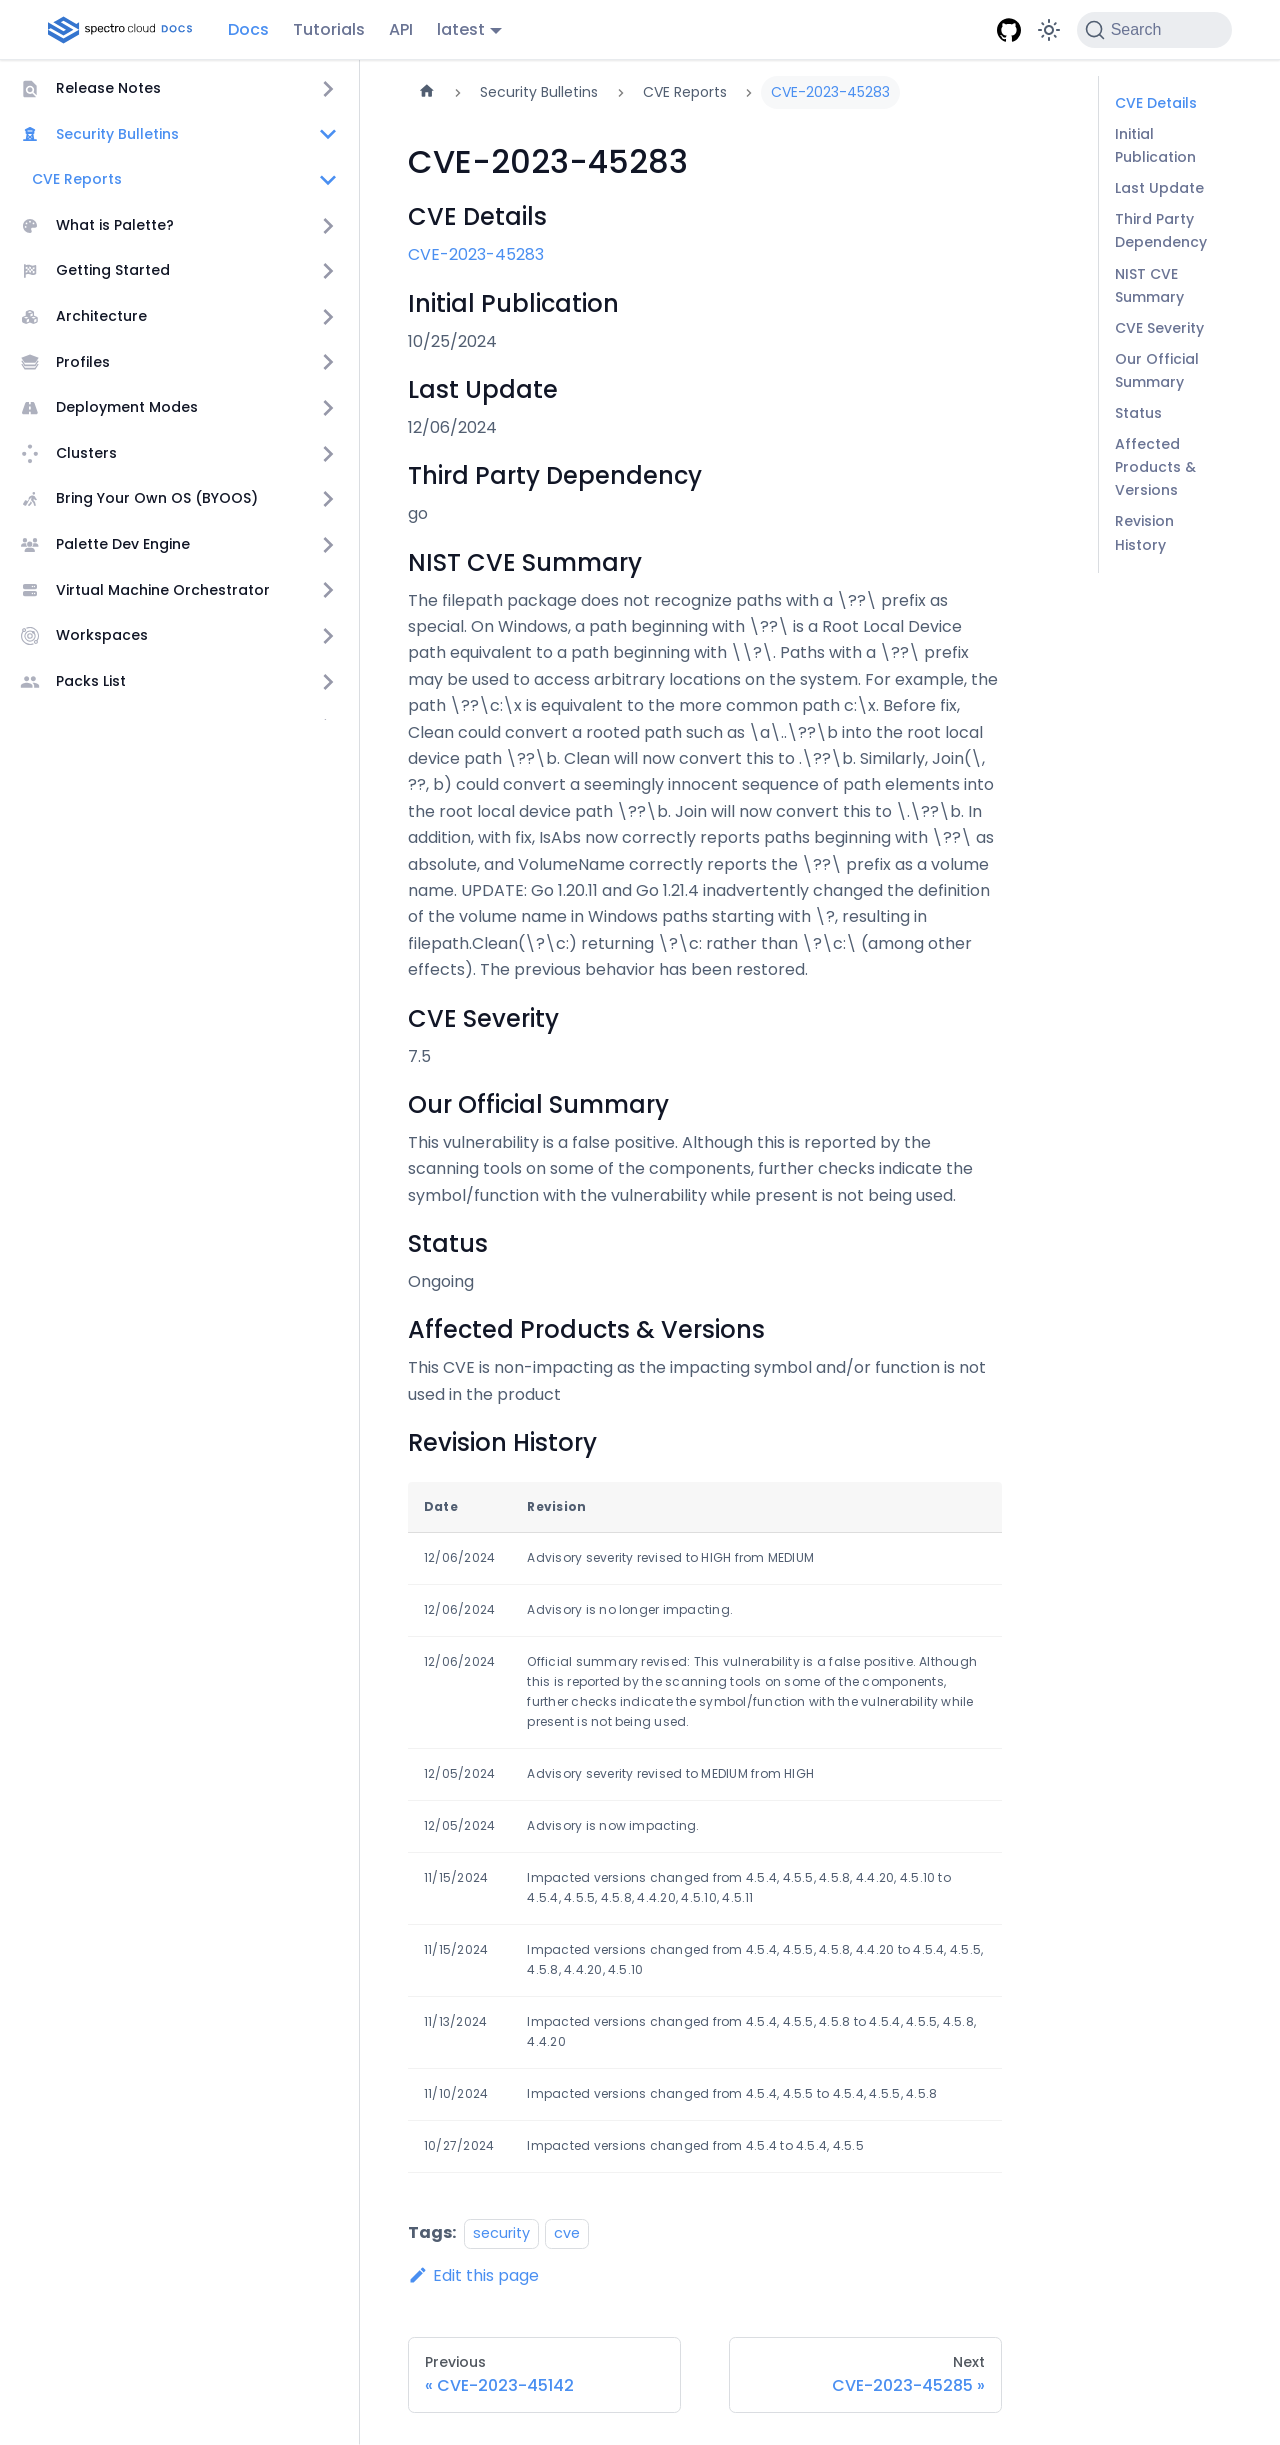 spectro cloud DOCS
Docs
Tutorials
API
latest
Search
Release Notes
Security Bulletins
CVE Reports
What is Palette?
Getting Started
Architecture
Profiles
Deployment Modes
Clusters
Bring Your Own OS (BYOOS)
Palette Dev Engine
Virtual Machine Orchestrator
Workspaces
Packs List
Security Bulletins
CVE Reports
CVE-2023-45283
CVE-2023-45283
CVE Details
CVE-2023-45283
Initial Publication
10/25/2024
Last Update
12/06/2024
Third Party Dependency
go
NIST CVE Summary
The filepath package does not recognize paths with a \??\ prefix as
special. On Windows, a path beginning with \??\ is a Root Local Device
path equivalent to a path beginning with \\?\. Paths with a \??\ prefix
may be used to access arbitrary locations on the system. For example, the
path \??\c:\x is equivalent to the more common path c:\x. Before fix,
Clean could convert a rooted path such as \a\..\??\b into the root local
device path \??\b. Clean will now convert this to .\??\b. Similarly, Join(\,
??, b) could convert a seemingly innocent sequence of path elements into
the root local device path \??\b. Join will now convert this to \.\??\b. In
addition, with fix, IsAbs now correctly reports paths beginning with \??\ as
absolute, and VolumeName correctly reports the \??\ prefix as a volume
name. UPDATE: Go 1.20.11 and Go 1.21.4 inadvertently changed the definition
of the volume name in Windows paths starting with \?, resulting in
filepath.Clean(\?\c:) returning \?\c: rather than \?\c:\ (among other
effects). The previous behavior has been restored.
CVE Severity
7.5
Our Official Summary
This vulnerability is a false positive. Although this is reported by the
scanning tools on some of the components, further checks indicate the
symbol/function with the vulnerability while present is not being used.
Status
Ongoing
Affected Products & Versions
This CVE is non-impacting as the impacting symbol and/or function is not
used in the product
Revision History
Date Revision
12/06/2024 Advisory severity revised to HIGH from MEDIUM
12/06/2024 Advisory is no longer impacting.
12/06/2024 Official summary revised: This vulnerability is a false positive. Although
this is reported by the scanning tools on some of the components,
further checks indicate the symbol/function with the vulnerability while
present is not being used.
12/05/2024 Advisory severity revised to MEDIUM from HIGH
12/05/2024 Advisory is now impacting.
11/15/2024 Impacted versions changed from 4.5.4, 4.5.5, 4.5.8, 4.4.20, 4.5.10 to
4.5.4, 4.5.5, 4.5.8, 4.4.20, 4.5.10, 4.5.11
11/15/2024 Impacted versions changed from 4.5.4, 4.5.5, 4.5.8, 4.4.20 to 4.5.4, 4.5.5,
4.5.8, 4.4.20, 4.5.10
11/13/2024 Impacted versions changed from 4.5.4, 4.5.5, 4.5.8 to 4.5.4, 4.5.5, 4.5.8,
4.4.20
11/10/2024 Impacted versions changed from 4.5.4, 4.5.5 to 4.5.4, 4.5.5, 4.5.8
10/27/2024 Impacted versions changed from 4.5.4 to 4.5.4, 4.5.5
Tags: security cve
Edit this page
Previous
« CVE-2023-45142
Next
CVE-2023-45285 »
CVE Details
Initial
Publication
Last Update
Third Party
Dependency
NIST CVE
Summary
CVE Severity
Our Official
Summary
Status
Affected
Products &
Versions
Revision
History